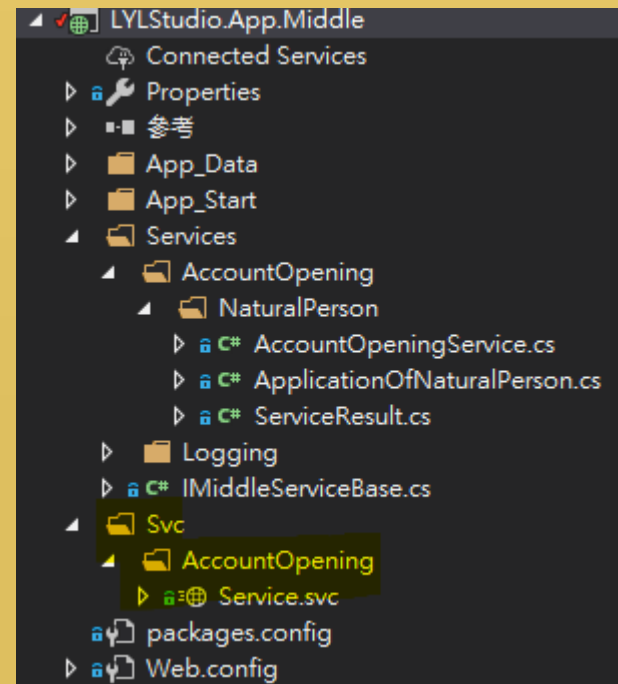 LYLStudio.App.Middle
Connected Services
Properties
參考
App_Data
App_Start
Services
AccountOpening
NaturalPerson
C# AccountOpeningService.cs
C# ApplicationOfNaturalPerson.cs
C# ServiceResult.cs
Logging
C# IMiddleServiceBase.cs
Svc
AccountOpening
Service.svc
packages.config
Web.config